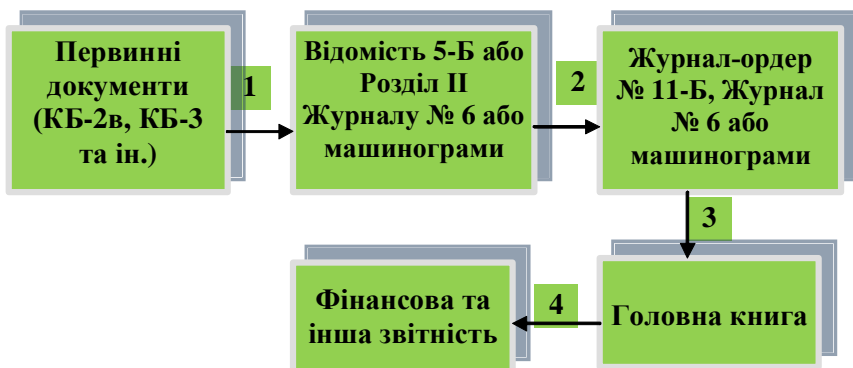 Первинні
документи
(КБ-2в, КБ-3
та ін.)
1
Відомість 5-Б або
Розділ ІІ
Журналу № 6 або
машинограми
2
Журнал-ордер
№ 11-Б, Журнал
№ 6 або
машинограми
3
Головна книга
4
Фінансова та
інша звітність